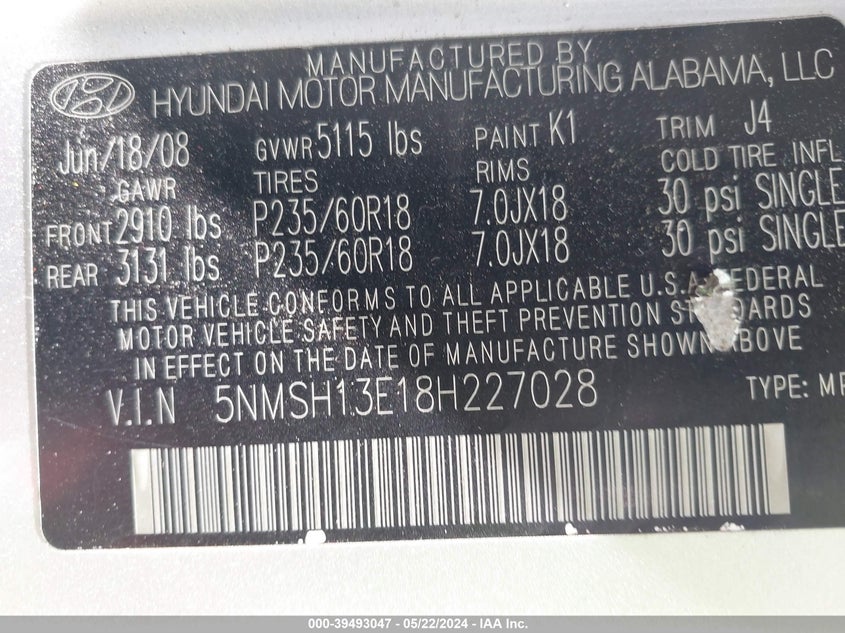 MANUFACTURED BY
HYUNDAI MOTOR MANUFACTURING ALABAMA, LLC
Jun/18/08 GVWR 5115 lbs PAINT K1 TRIM J4
GAWR TIRES RIMS COLD TIRE INFL
FRONT 2910 lbs P235/60R18 7.0JX18 30 psi SINGLE
REAR 3131 lbs P235/60R18 7.0JX18 30 psi SINGLE
THIS VEHICLE CONFORMS TO ALL APPLICABLE U.S.A. FEDERAL
MOTOR VEHICLE SAFETY AND THEFT PREVENTION ST DARDS
IN EFFECT ON THE DATE OF MANUFACTURE SHOWN ABOVE
V.I.N 5NMSH13E18H227028 TYPE: MP
000-39493047 - 05/22/2024 - IAA Inc.